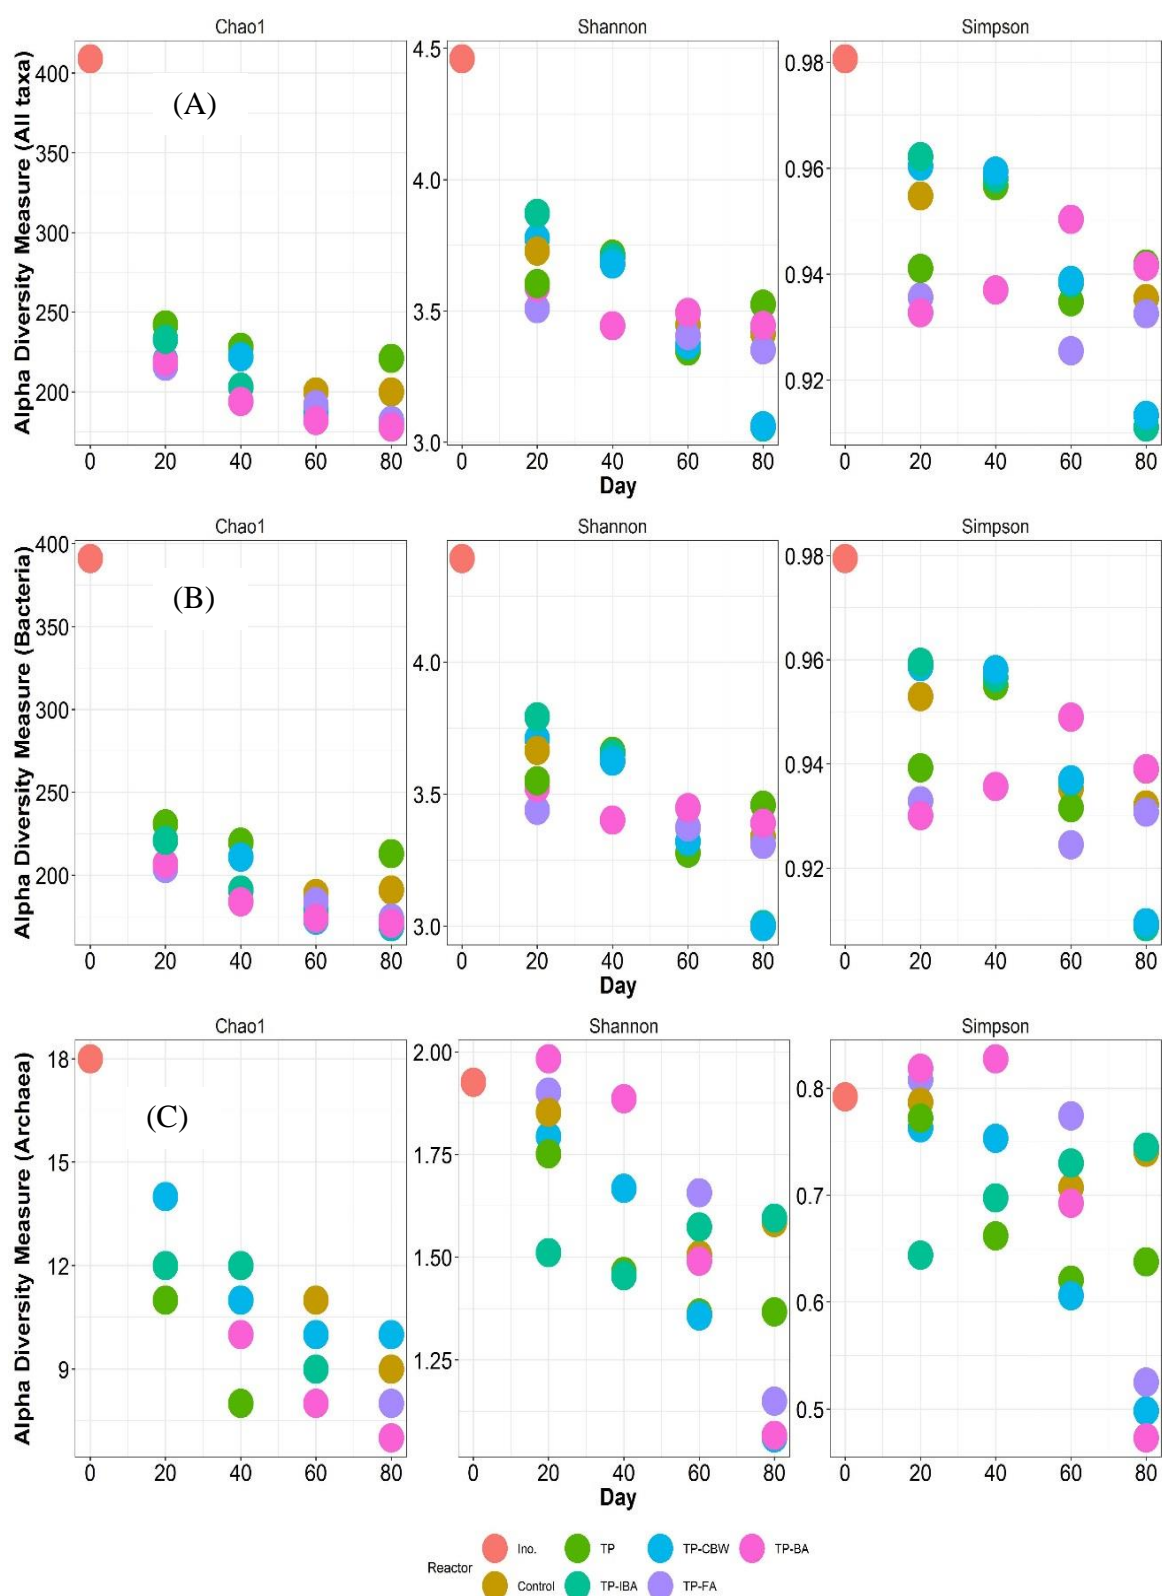 Chao1 Shannon Simpson
Alpha Diversity Measure (All taxa)
(A)
400
350
300
250
200
4.5
4.0
3.5
3.0
0.98
0.96
0.94
0.92
0 20 40 60 80 0 20 40 60 80 0 20 40 60 80
Day
Chao1 Shannon Simpson
Alpha Diversity Measure (Bacteria)
(B)
400
350
300
250
200
4.0
3.5
3.0
0.98
0.96
0.94
0.92
0 20 40 60 80 0 20 40 60 80 0 20 40 60 80
Day
Chao1 Shannon Simpson
Alpha Diversity Measure (Archaea)
(C)
18
15
12
9
2.00
1.75
1.50
1.25
0.8
0.7
0.6
0.5
0 20 40 60 80 0 20 40 60 80 0 20 40 60 80
Day
Reactor
Ino. TP TP-CBW TP-BA
Control TP-IBA TP-FA